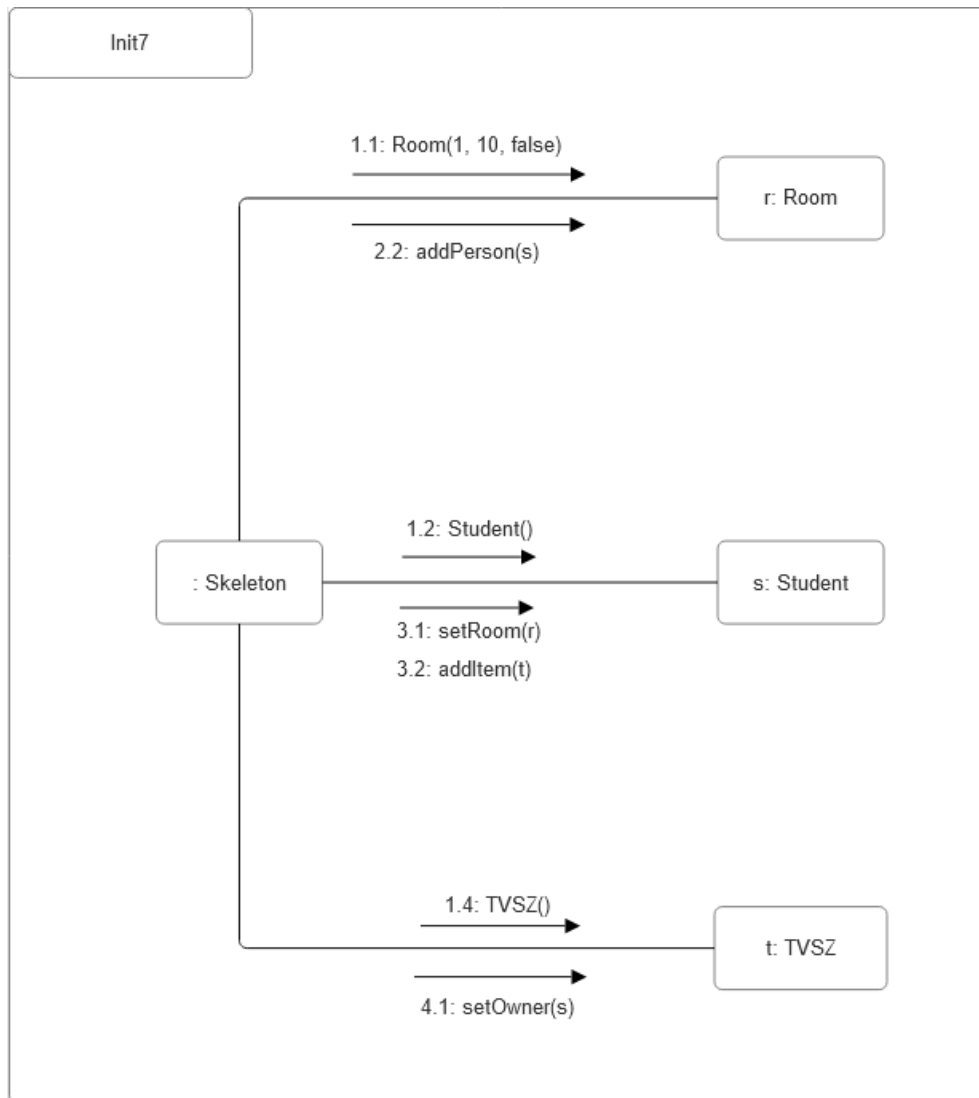 Init7
1.1: Room(1, 10, false)
r: Room
2.2: addPerson(s)
1.2: Student()
: Skeleton
s: Student
3.1: setRoom(r)
3.2: addItem(t)
1.4: TVSZ()
t: TVSZ
4.1: setOwner(s)